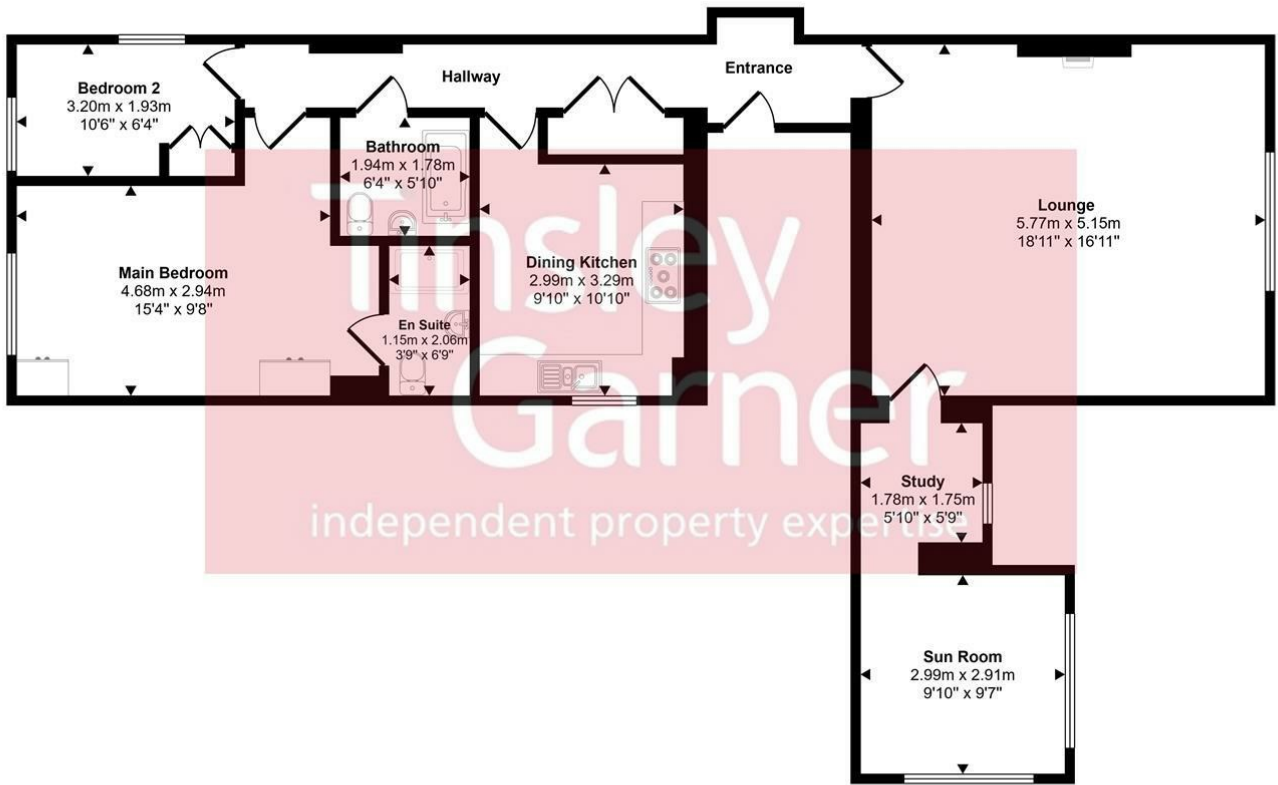 Bedroom 2
3.20m x 1.93m
10'6" x 6'4"
Hallway
Entrance
Bathroom
1.94m x 1.78m
6'4" x 5'10"
Lounge
5.77m x 5.15m
18'11" x 16'11"
Main Bedroom
4.68m x 2.94m
15'4" x 9'8"
Dining Kitchen
2.99m x 3.29m
9'10" x 10'10"
En Suite
1.15m x 2.06m
3'9" x 6'9"
Tinsley
Garner
independent property expertise
Study
1.78m x 1.75m
5'10" x 5'9"
Sun Room
2.99m x 2.91m
9'10" x 9'7"